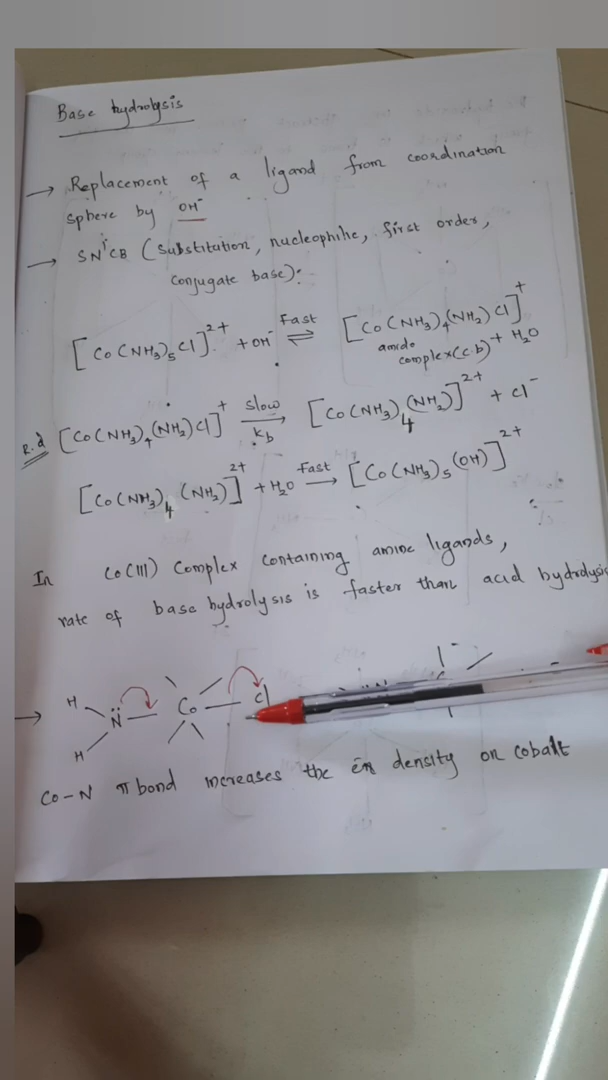 Base hydrolysis
→ Replacement of a ligand from coordination
sphere by OH⁻
→ SN¹CB (Substitution, nucleophilic, first order,
conjugate base):
[Co(NH₃)₅Cl]²⁺ + OH⁻ ⇌ Fast [Co(NH₃)₄(NH₂)Cl]⁺ + H₂O
amido
complex(c.b)
R.d [Co(NH₃)₄(NH₂)Cl]⁺ slow → k_b [Co(NH₃)₄(NH₂)]²⁺ + Cl⁻
[Co(NH₃)₄(NH₂)]²⁺ + H₂O Fast → [Co(NH₃)₅(OH)]²⁺
In Co(III) Complex containing amine ligands,
rate of base hydrolysis is faster than acid hydrolysis
→ H H N Co Cl
Co-N π bond increases the density on cobalt